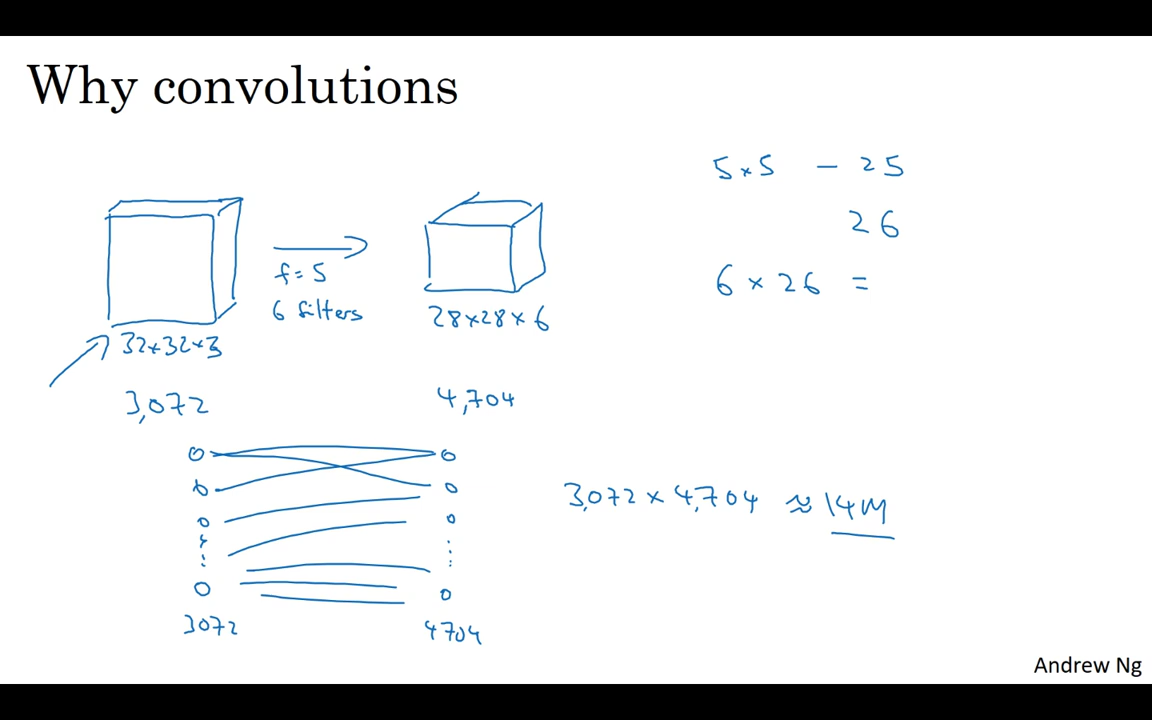 Why convolutions
5×5 – 25
26
6 × 26 =
f=5
6 filters
32×32×3
28×28×6
3,072
4,704
3,072 × 4,704 ≈ 14M
3072
4704
Andrew Ng